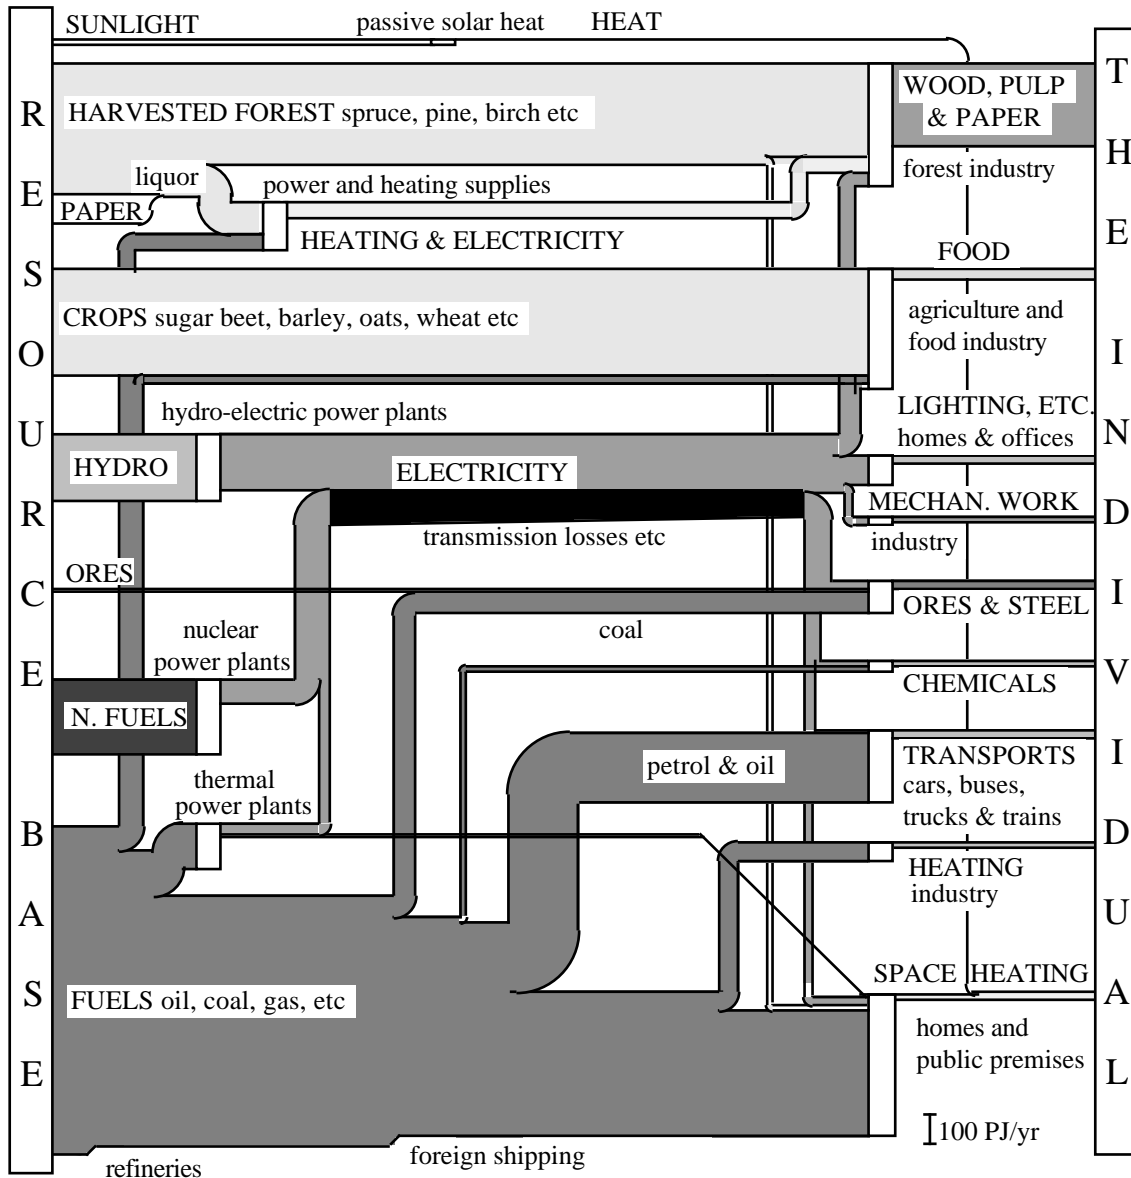 RESOURCE BASE
SUNLIGHT
passive solar heat
HEAT
THE INDIVIDUAL
HARVESTED FOREST spruce, pine, birch etc
WOOD, PULP
& PAPER
liquor
power and heating supplies
forest industry
PAPER
HEATING & ELECTRICITY
FOOD
CROPS sugar beet, barley, oats, wheat etc
agriculture and
food industry
hydro-electric power plants
LIGHTING, ETC.
homes & offices
HYDRO
ELECTRICITY
MECHAN. WORK
transmission losses etc
industry
ORES
ORES & STEEL
nuclear
power plants
coal
CHEMICALS
N. FUELS
petrol & oil
TRANSPORTS
cars, buses,
trucks & trains
thermal
power plants
HEATING
industry
SPACE HEATING
FUELS oil, coal, gas, etc
homes and
public premises
100 PJ/yr
refineries
foreign shipping